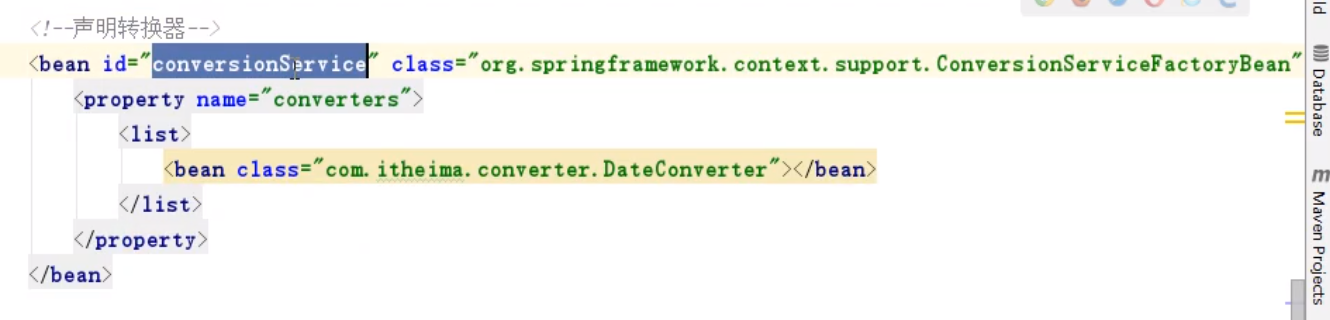 <!--声明转换器-->
<bean id="conversionService" class="org.springframework.context.support.ConversionServiceFactoryBean"
<property name="converters">
<list>
<bean class="com.itheima.converter.DateConverter"></bean>
</list>
</property>
</bean>
ld
Database
m
Maven Projects